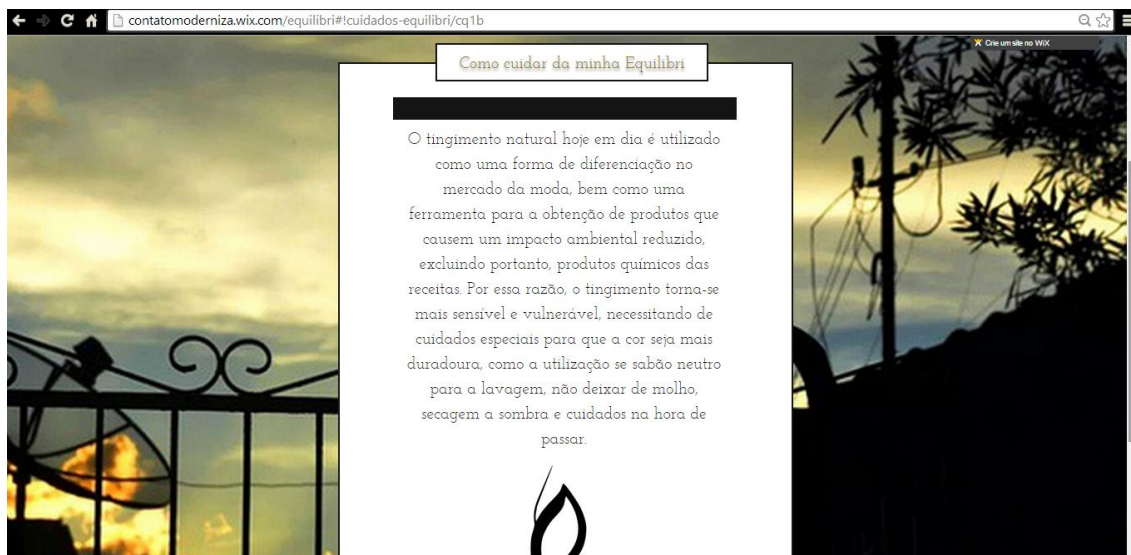 contatomoderniza.wix.com/equilibri#!cuidados-equilibri/cq1b
Crie um site no WiX
Como cuidar da minha Equilibri
O tingimento natural hoje em dia é utilizado
como uma forma de diferenciação no
mercado da moda, bem como uma
ferramenta para a obtenção de produtos que
causem um impacto ambiental reduzido,
excluindo portanto, produtos químicos das
receitas. Por essa razão, o tingimento torna-se
mais sensível e vulnerável, necessitando de
cuidados especiais para que a cor seja mais
duradoura, como a utilização se sabão neutro
para a lavagem, não deixar de molho,
secagem a sombra e cuidados na hora de
passar.